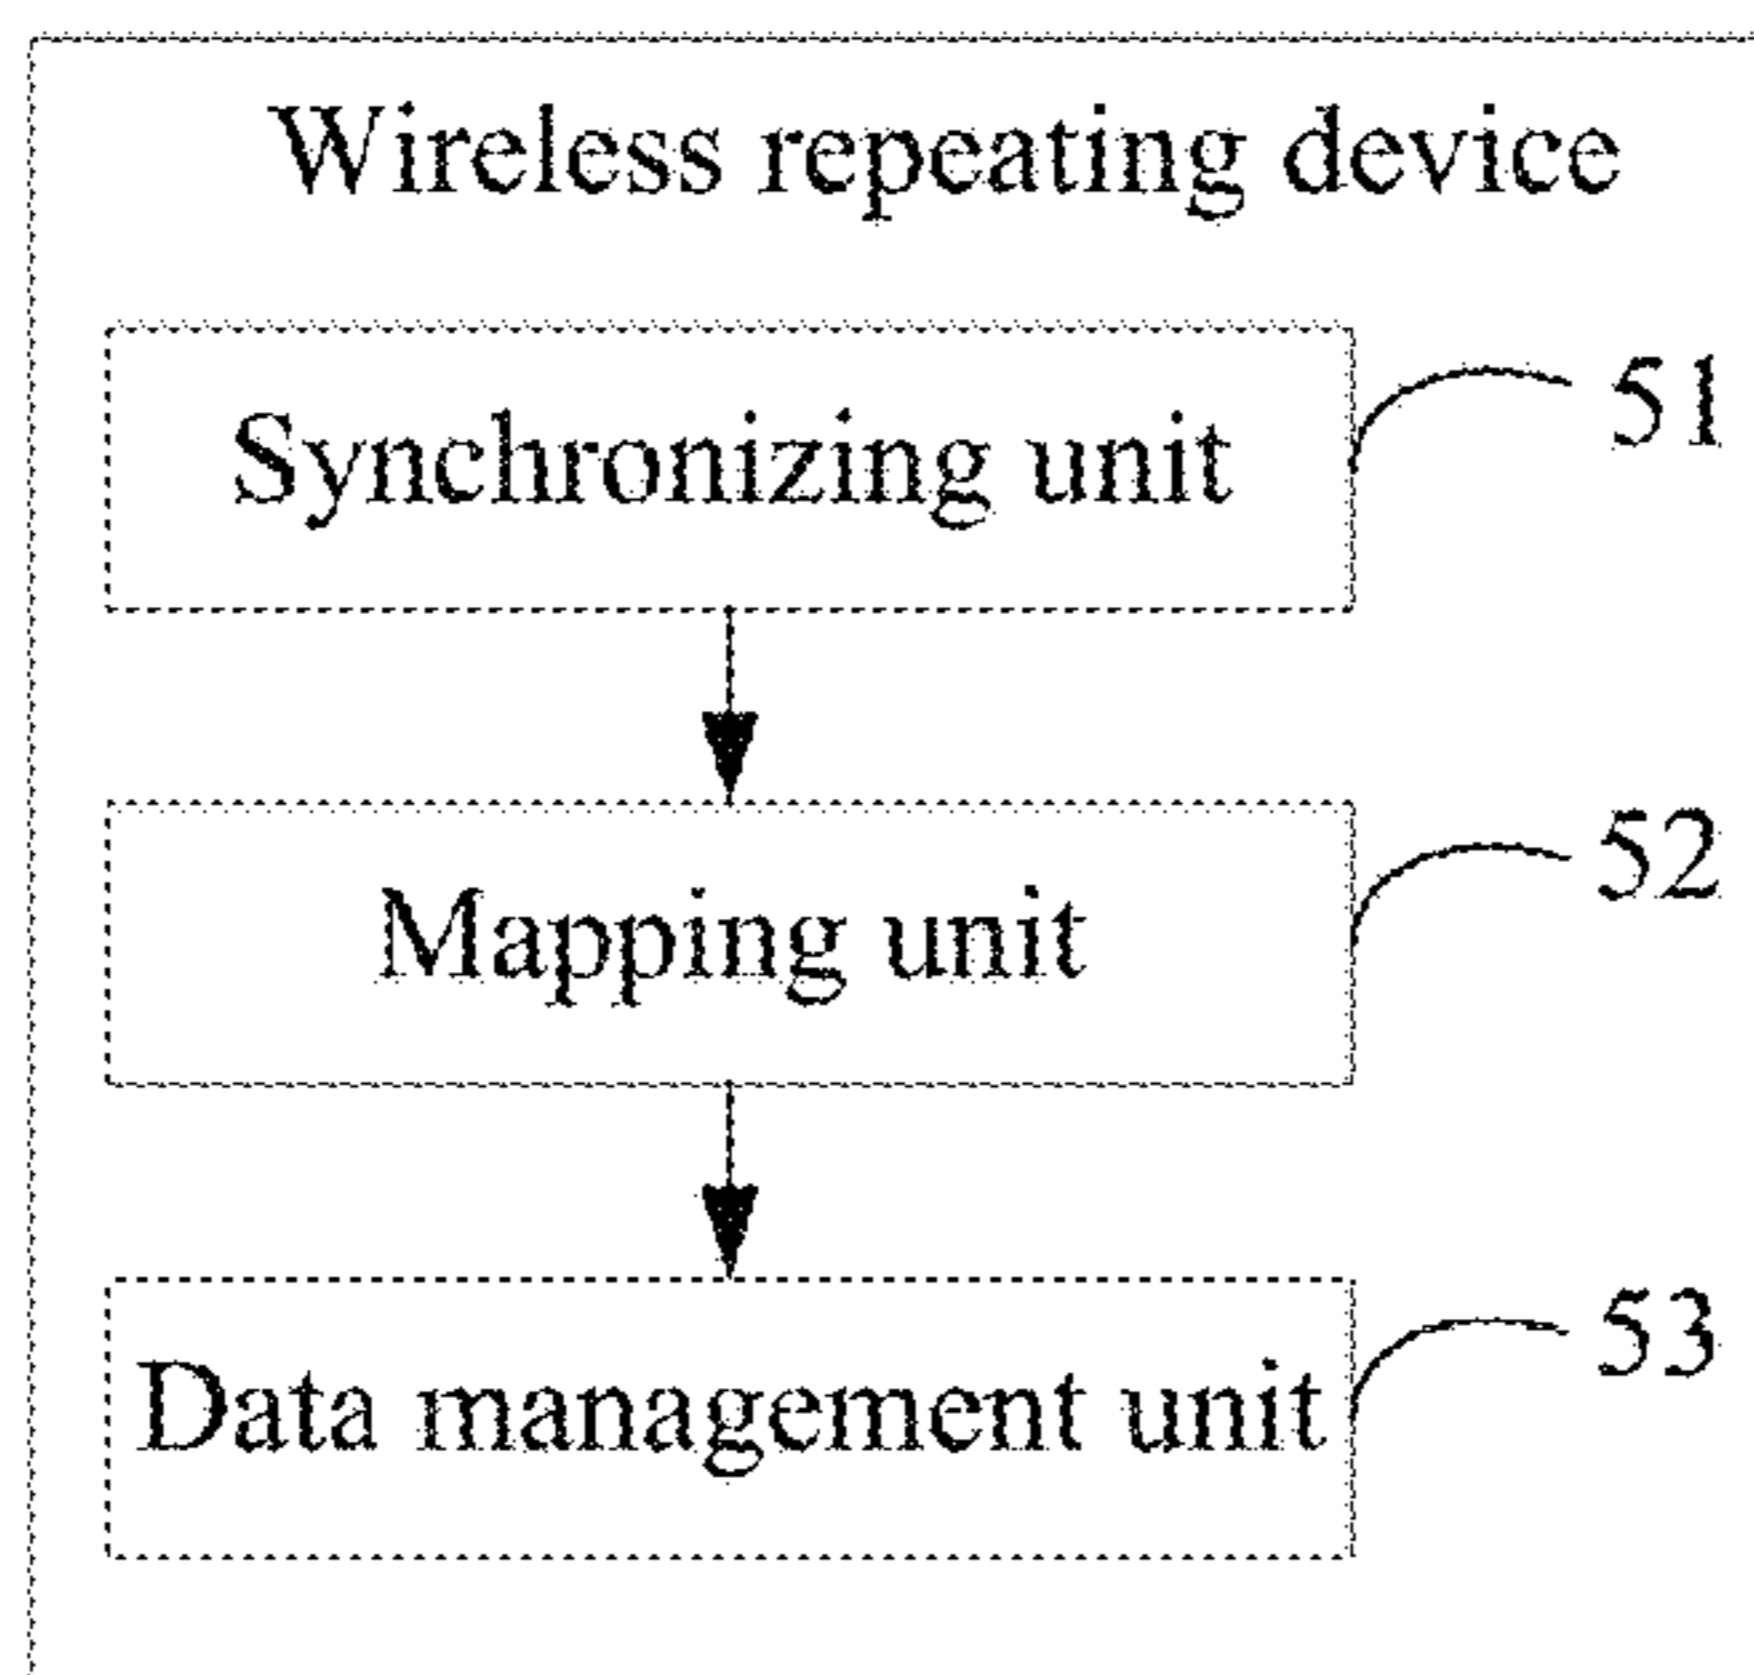 Wireless repeating device
Synchronizing unit
51
Mapping unit
52
Data management unit
53